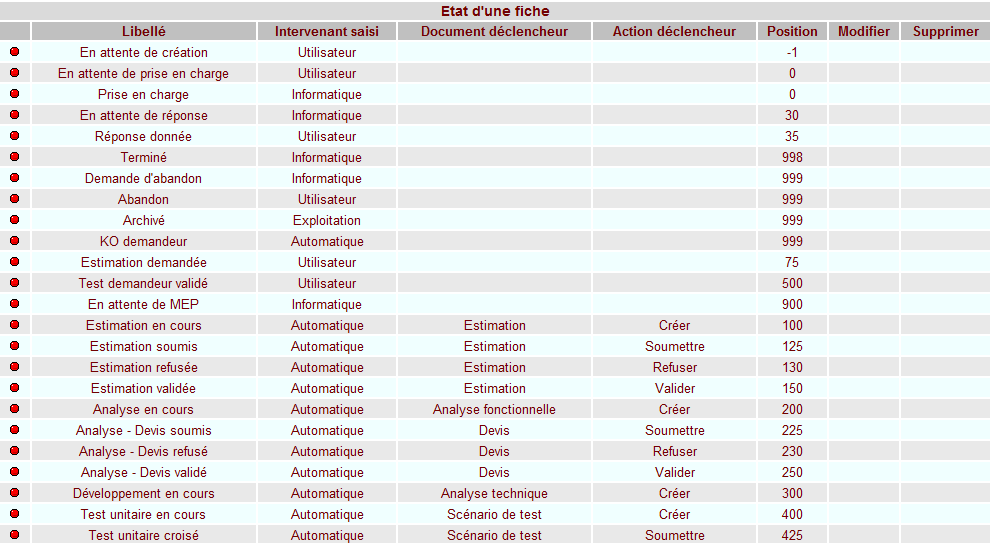 Etat d'une fiche
Libellé Intervenant saisi Document déclencheur Action déclencheur Position Modifier Supprimer
En attente de création Utilisateur -1
En attente de prise en charge Utilisateur 0
Prise en charge Informatique 0
En attente de réponse Informatique 30
Réponse donnée Utilisateur 35
Terminé Informatique 998
Demande d'abandon Informatique 999
Abandon Utilisateur 999
Archivé Exploitation 999
KO demandeur Automatique 999
Estimation demandée Utilisateur 75
Test demandeur validé Utilisateur 500
En attente de MEP Informatique 900
Estimation en cours Automatique Estimation Créer 100
Estimation soumis Automatique Estimation Soumettre 125
Estimation refusée Automatique Estimation Refuser 130
Estimation validée Automatique Estimation Valider 150
Analyse en cours Automatique Analyse fonctionnelle Créer 200
Analyse - Devis soumis Automatique Devis Soumettre 225
Analyse - Devis refusé Automatique Devis Refuser 230
Analyse - Devis validé Automatique Devis Valider 250
Développement en cours Automatique Analyse technique Créer 300
Test unitaire en cours Automatique Scénario de test Créer 400
Test unitaire croisé Automatique Scénario de test Soumettre 425